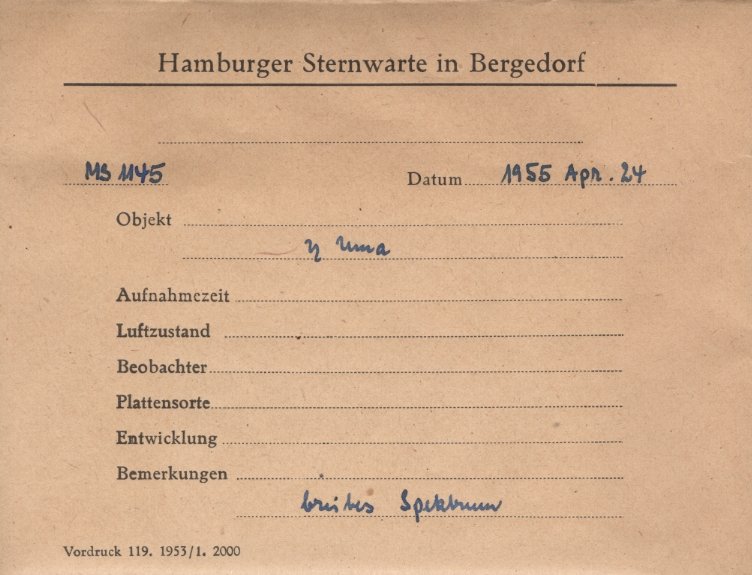 Hamburger Sternwarte in Bergedorf
MS 1145 Datum 1955 Apr. 24
Objekt
η Uma
Aufnahmezeit
Luftzustand
Beobachter
Plattensorte
Entwicklung
Bemerkungen
breites Spektrum
Vordruck 119. 1953/1. 2000